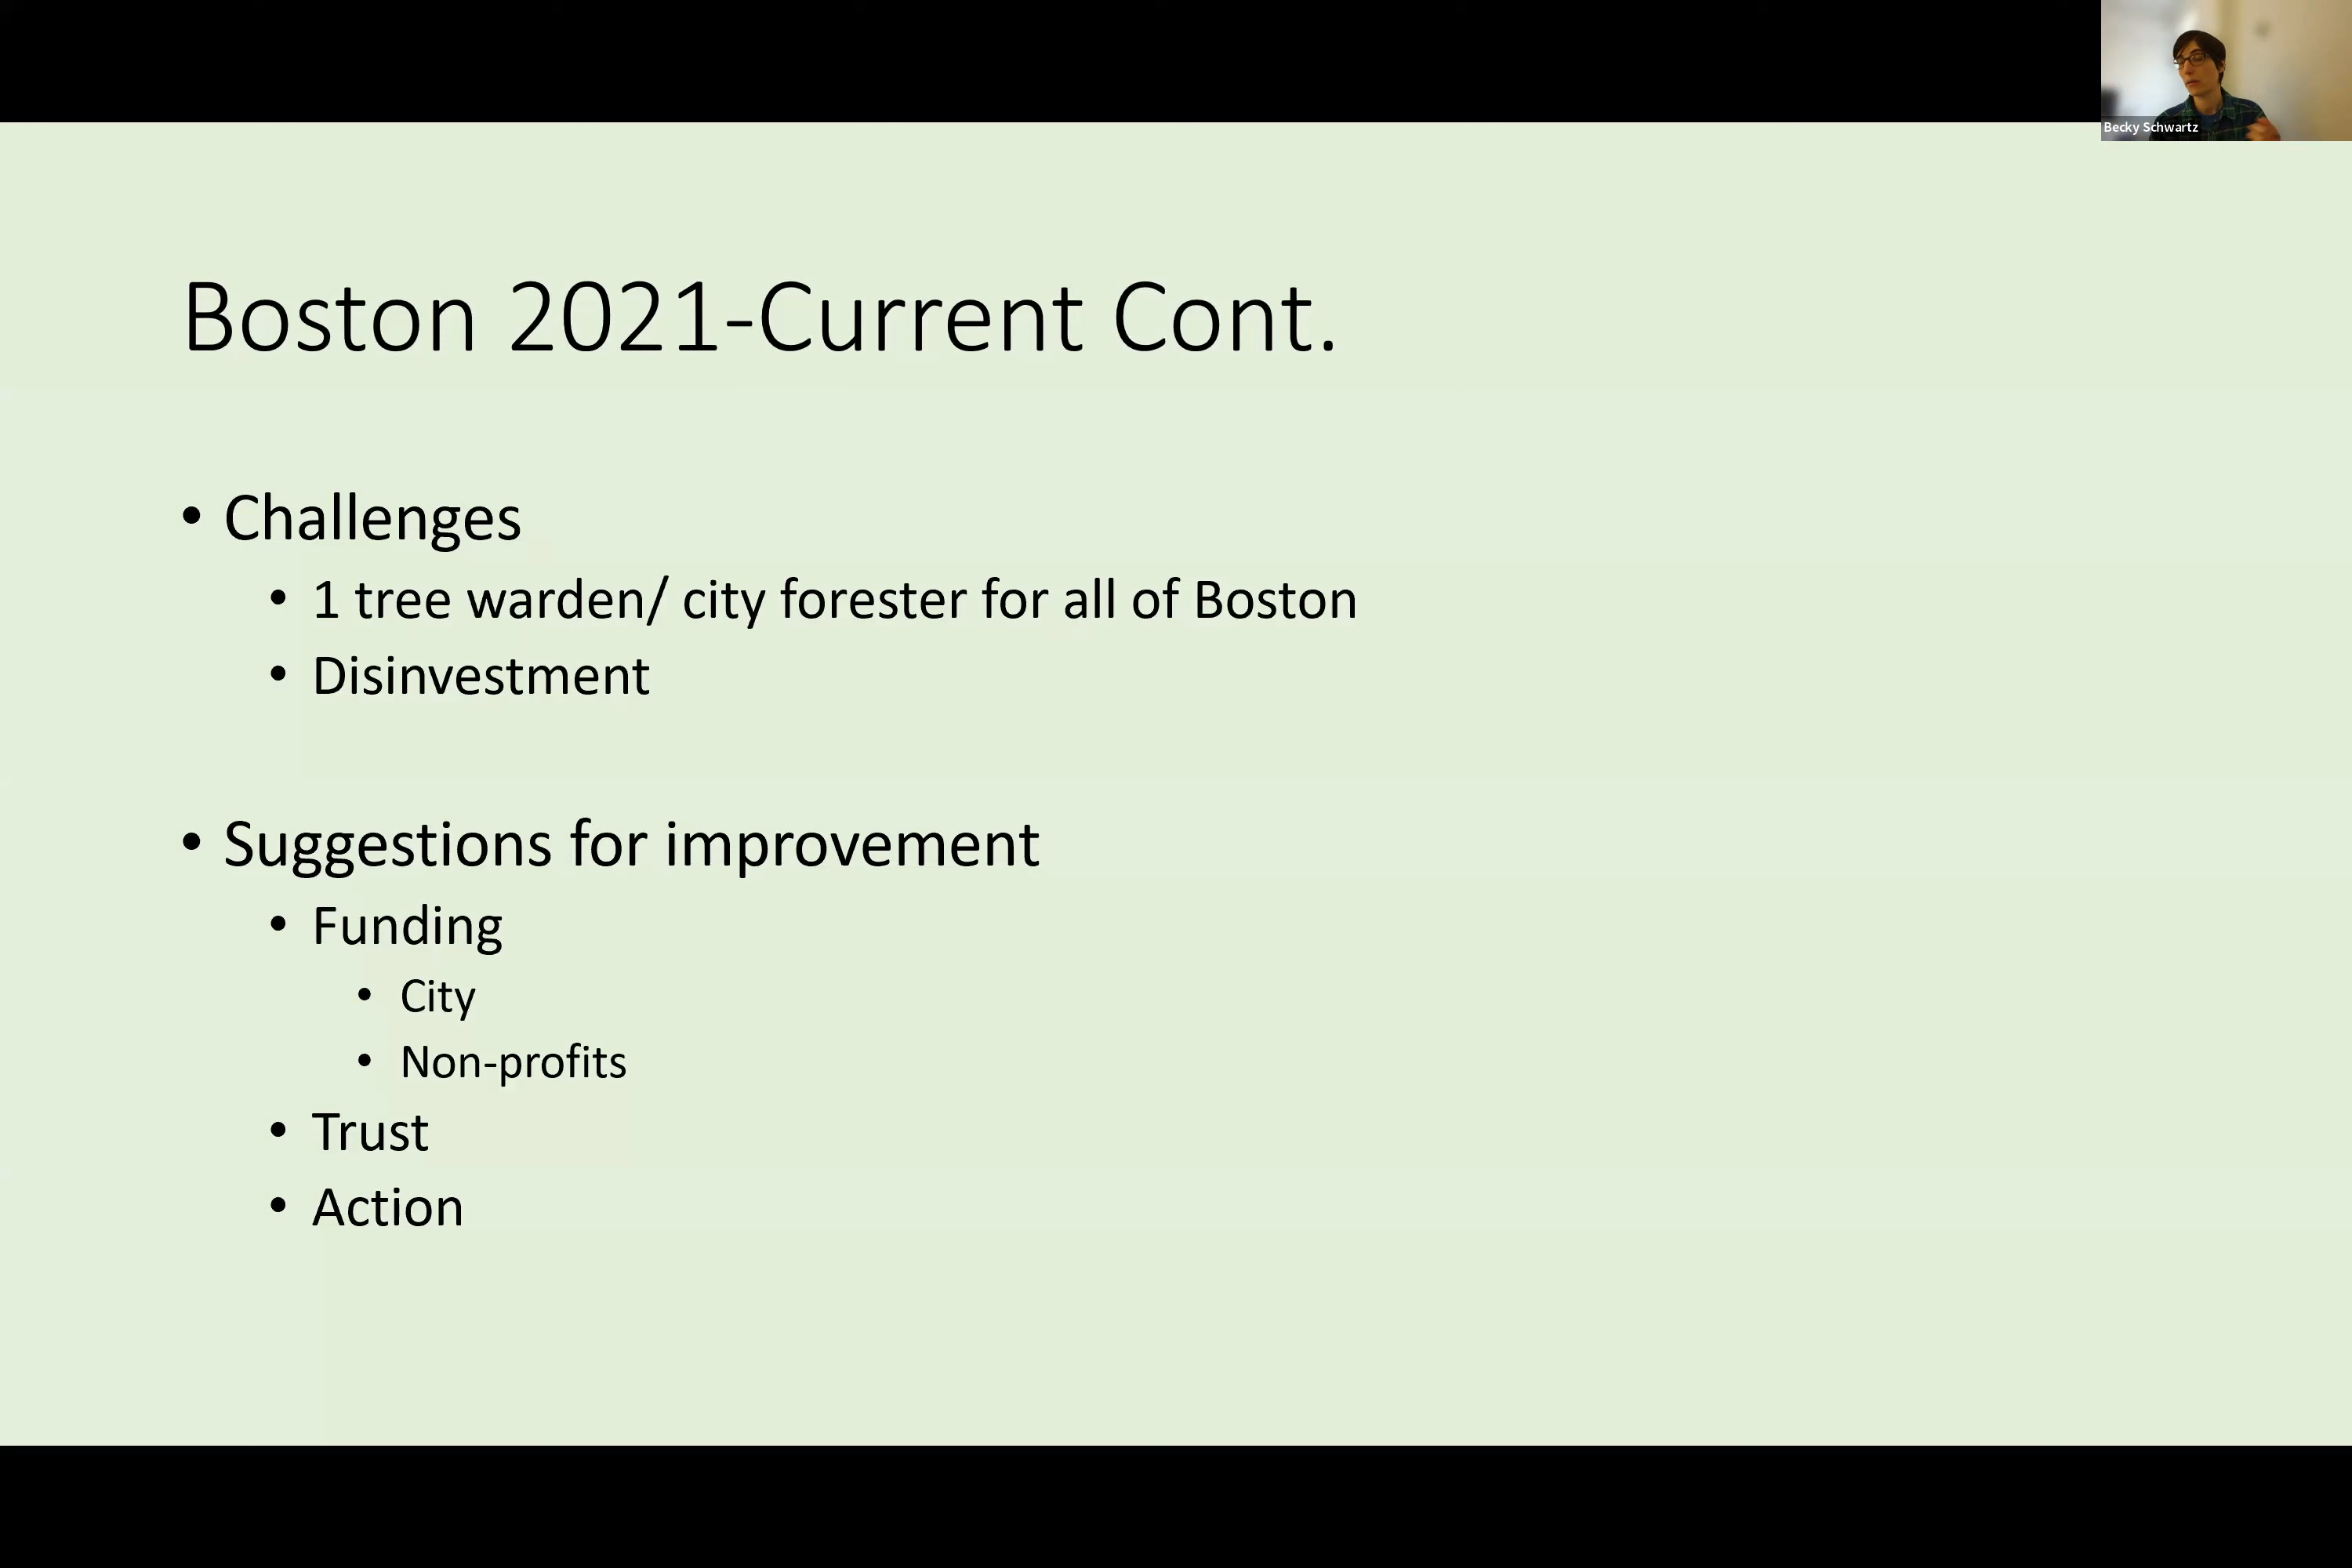 Becky Schwartz
Boston 2021-Current Cont.
• Challenges
• 1 tree warden/ city forester for all of Boston
• Disinvestment
• Suggestions for improvement
• Funding
• City
• Non-profits
• Trust
• Action